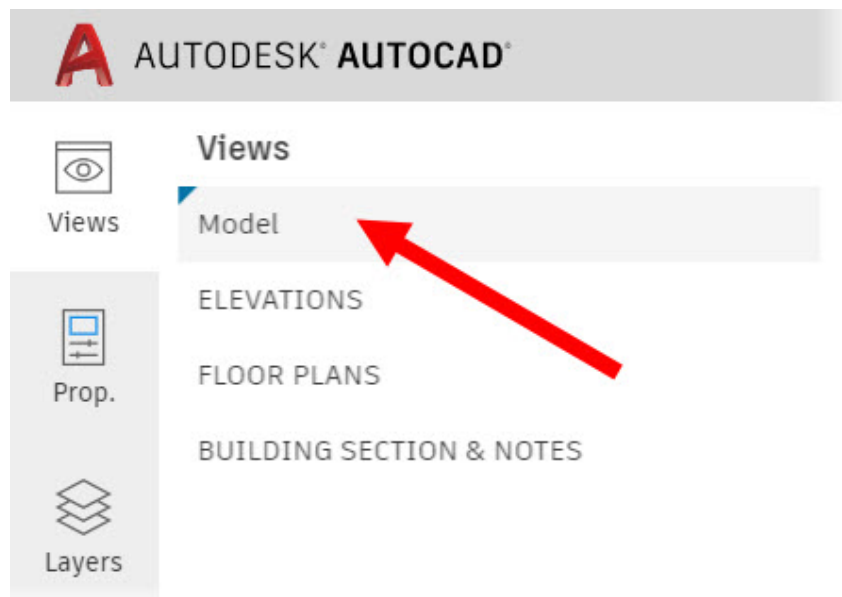 AUTODESK® AUTOCAD®
Views
Views
Model
ELEVATIONS
Prop.
FLOOR PLANS
BUILDING SECTION & NOTES
Layers